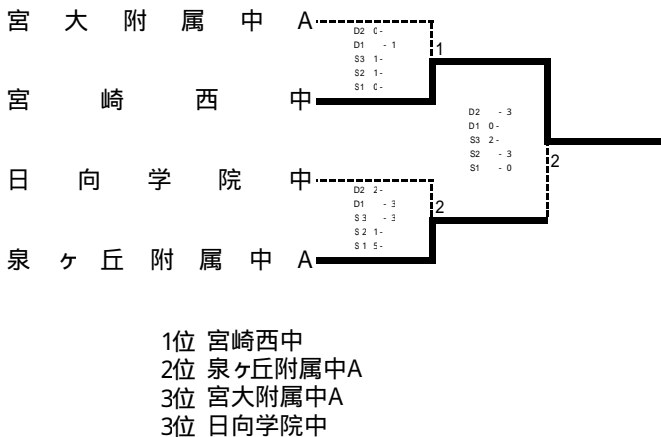 宮大附属中A
D2 0-
D1 - 1
S3 1-
S2 1-
S1 0-
1
宮崎西中
D2 - 3
D1 0-
S3 2-
S2 - 3
S1 - 0
2
日向学院中
D2 2-
D1 - 3
S3 - 3
S2 1-
S1 5-
2
泉ヶ丘附属中A
1位 宮崎西中
2位 泉ヶ丘附属中A
3位 宮大附属中A
3位 日向学院中